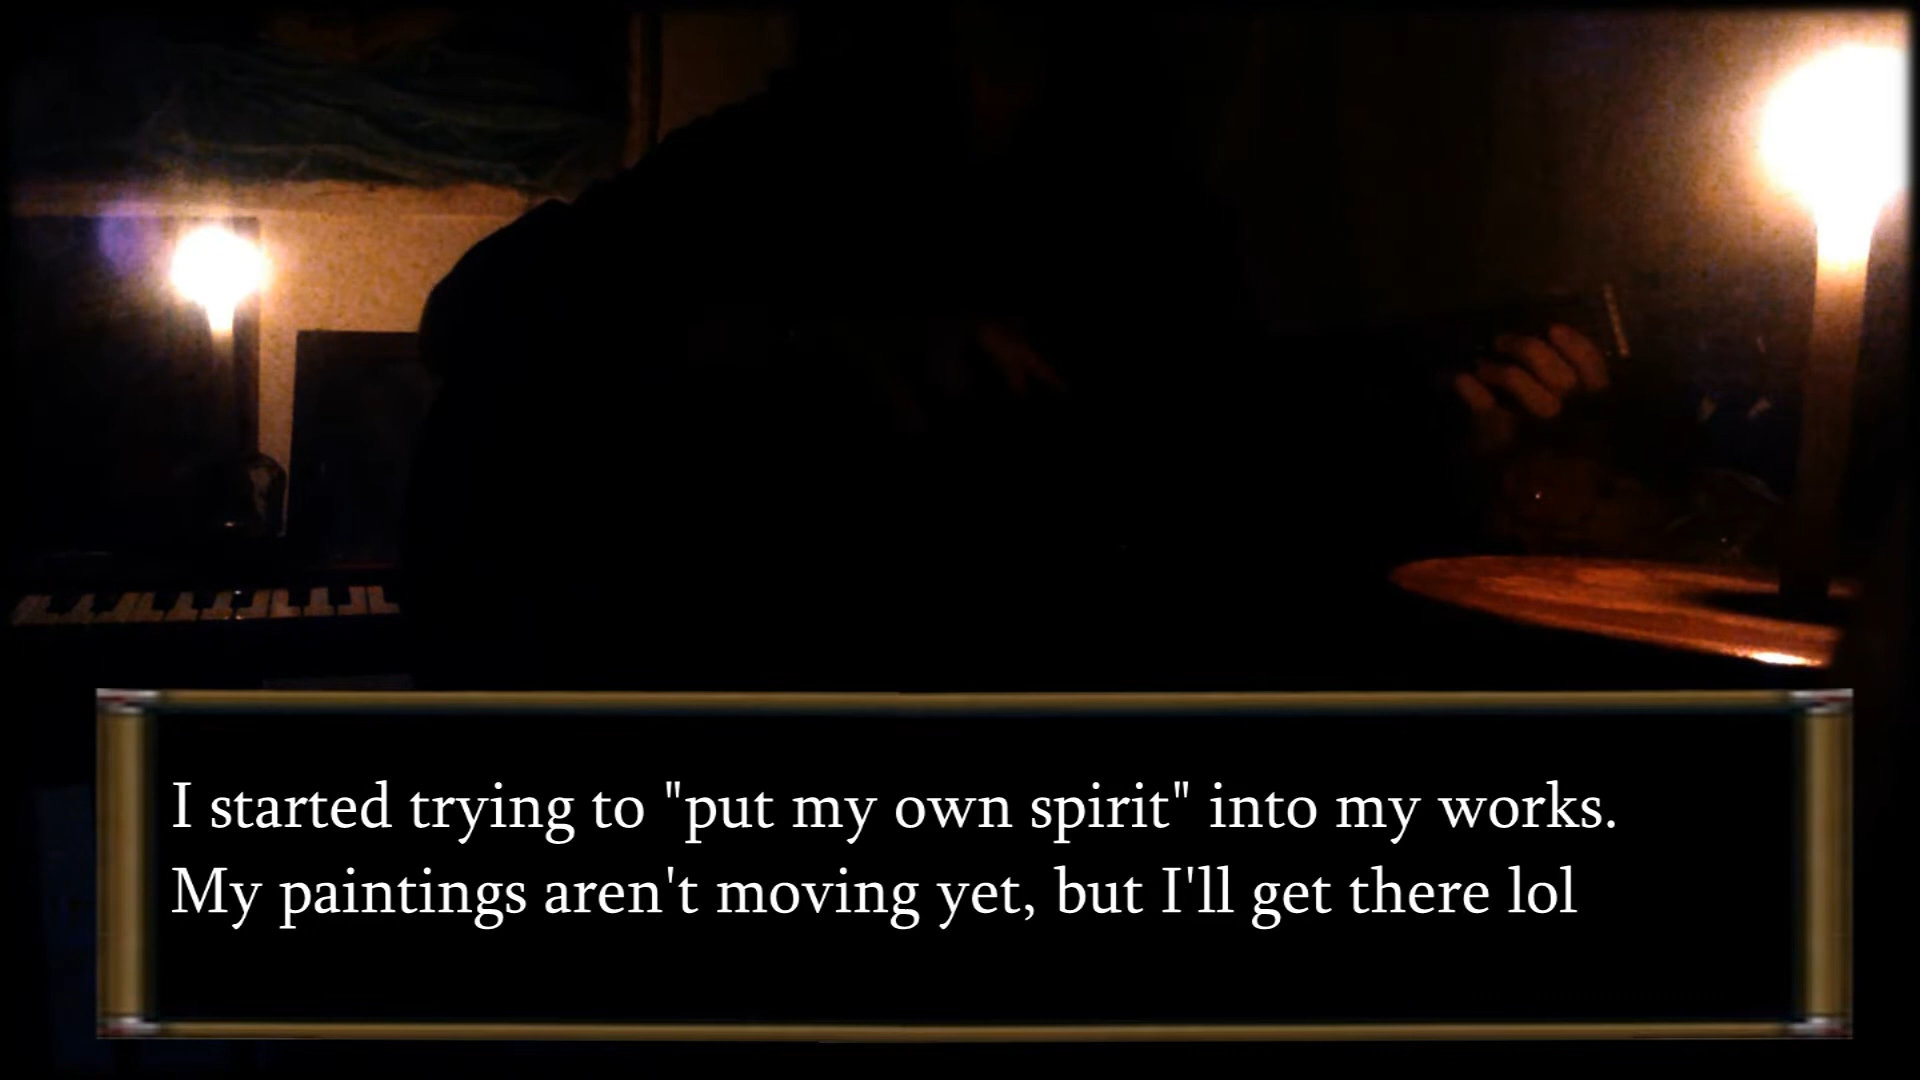 I started trying to "put my own spirit" into my works.
My paintings aren't moving yet, but I'll get there lol